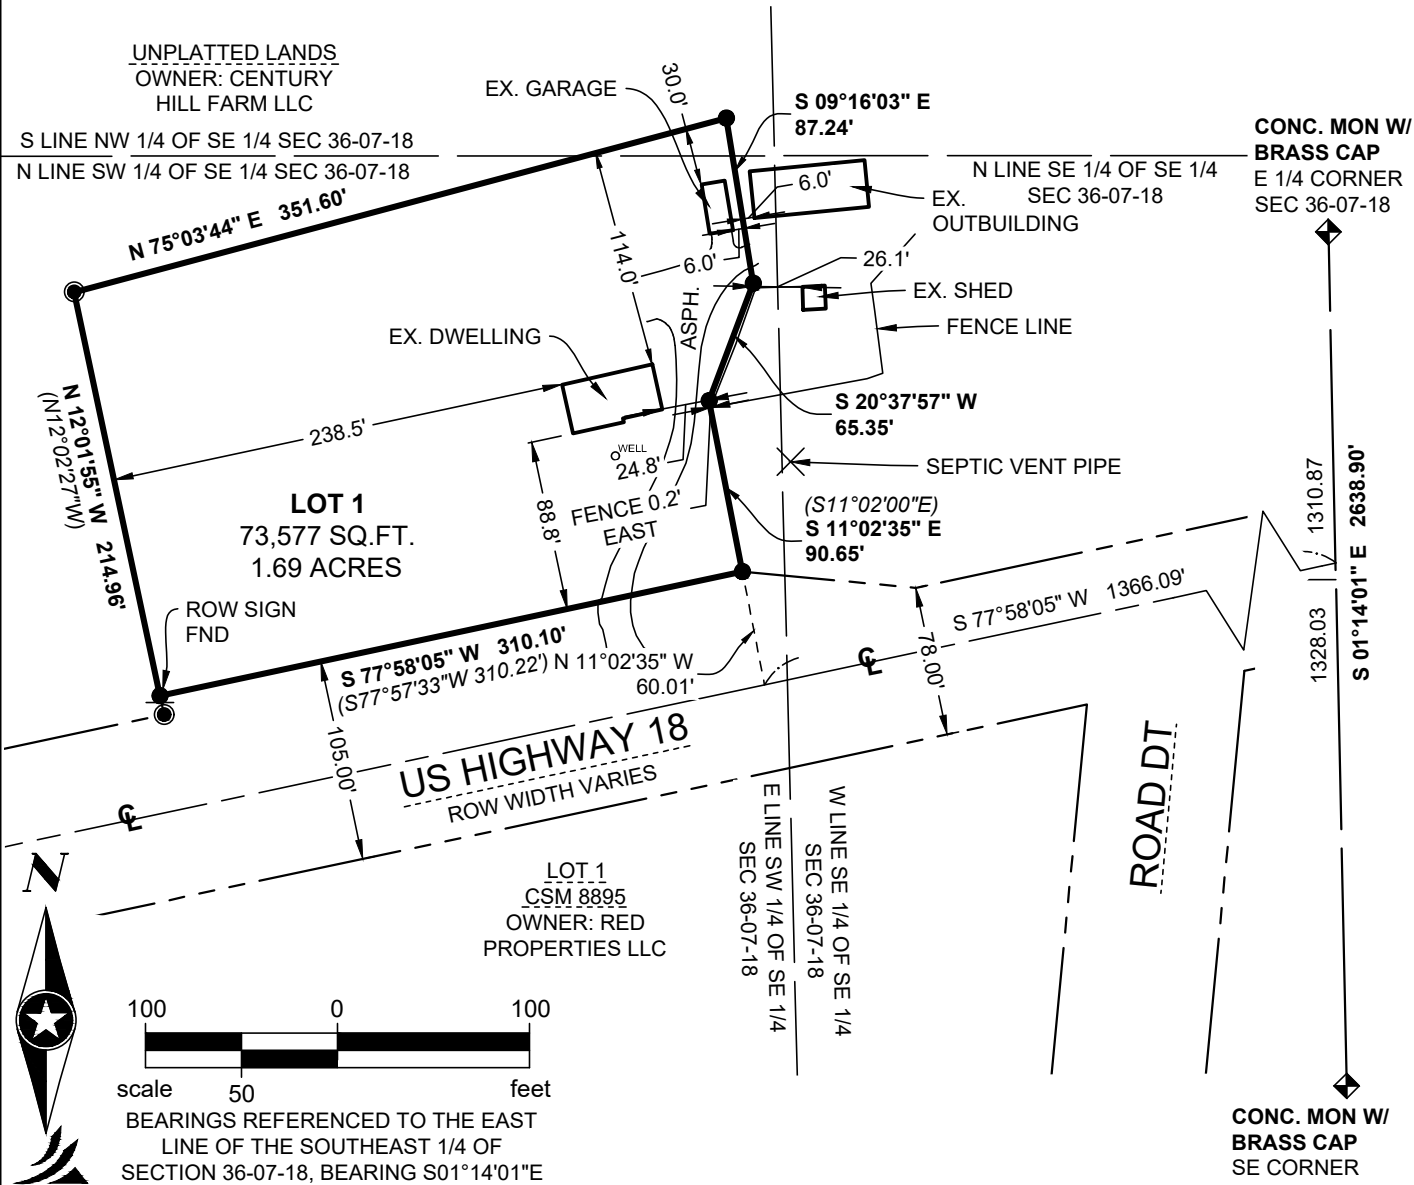 UNPLATTED LANDS
OWNER: CENTURY
HILL FARM LLC
S LINE NW 1/4 OF SE 1/4 SEC 36-07-18
N LINE SW 1/4 OF SE 1/4 SEC 36-07-18
EX. GARAGE
30.0'
S 09°16'03" E
87.24'
CONC. MON W/
BRASS CAP
E 1/4 CORNER
SEC 36-07-18
N LINE SE 1/4 OF SE 1/4
SEC 36-07-18
6.0'
EX.
OUTBUILDING
N 75°03'44" E 351.60'
114.0'
6.0'
26.1'
EX. SHED
ASPH.
FENCE LINE
EX. DWELLING
N 12°01'55" W 214.96'
(N12°02'27"W)
238.5'
S 20°37'57" W
65.35'
WELL
24.8'
SEPTIC VENT PIPE
LOT 1
73,577 SQ.FT.
1.69 ACRES
88.8'
FENCE 0.2'
EAST
(S11°02'00"E)
S 11°02'35" E
90.65'
1310.87
1328.03
S 01°14'01" E 2638.90'
ROW SIGN
FND
S 77°58'05" W 310.10'
(S77°57'33"W 310.22')
N 11°02'35" W
60.01'
S 77°58'05" W 1366.09'
78.00'
CL
105.00'
US HIGHWAY 18
ROW WIDTH VARIES
CL
ROAD DT
E LINE SW 1/4 OF SE 1/4
SEC 36-07-18
W LINE SE 1/4 OF SE 1/4
SEC 36-07-18
LOT 1
CSM 8895
OWNER: RED
PROPERTIES LLC
N
100 0 100
scale 50 feet
BEARINGS REFERENCED TO THE EAST
LINE OF THE SOUTHEAST 1/4 OF
SECTION 36-07-18, BEARING S01°14'01"E
CONC. MON W/
BRASS CAP
SE CORNER